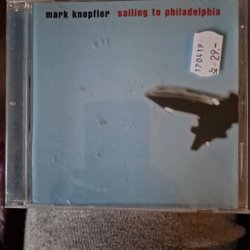 mark knopfler sailing to philadelphia
170419
29:-